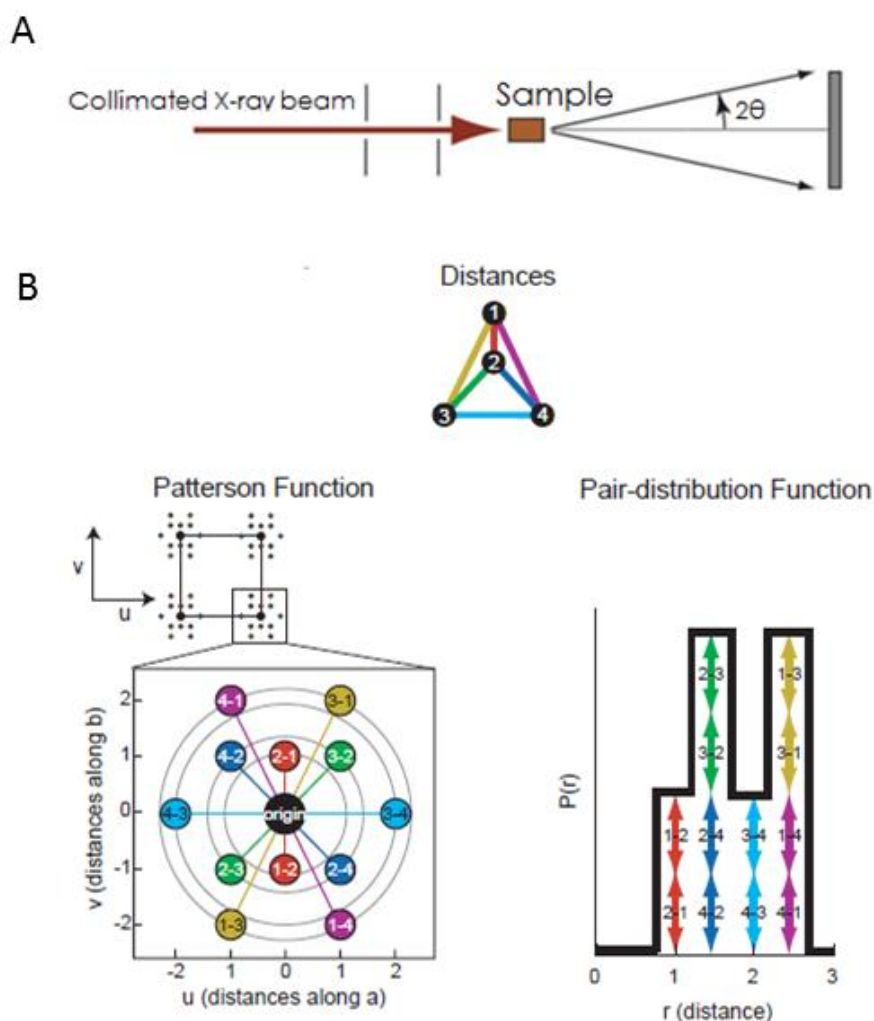 A
Collimated X-ray beam
Sample
2θ
B
Distances
1
2
3
4
Patterson Function
v
u
v (distances along b)
2
1
0
-1
-2
4-1
3-1
4-2
2-1
3-2
4-3
origin
3-4
2-3
1-2
2-4
1-3
1-4
-2
1
0
1
2
u (distances along a)
Pair-distribution Function
P(r)
2-3
1-3
3-2
3-1
1-2
2-4
3-4
1-4
2-1
4-2
4-3
4-1
0
1
2
3
r (distance)